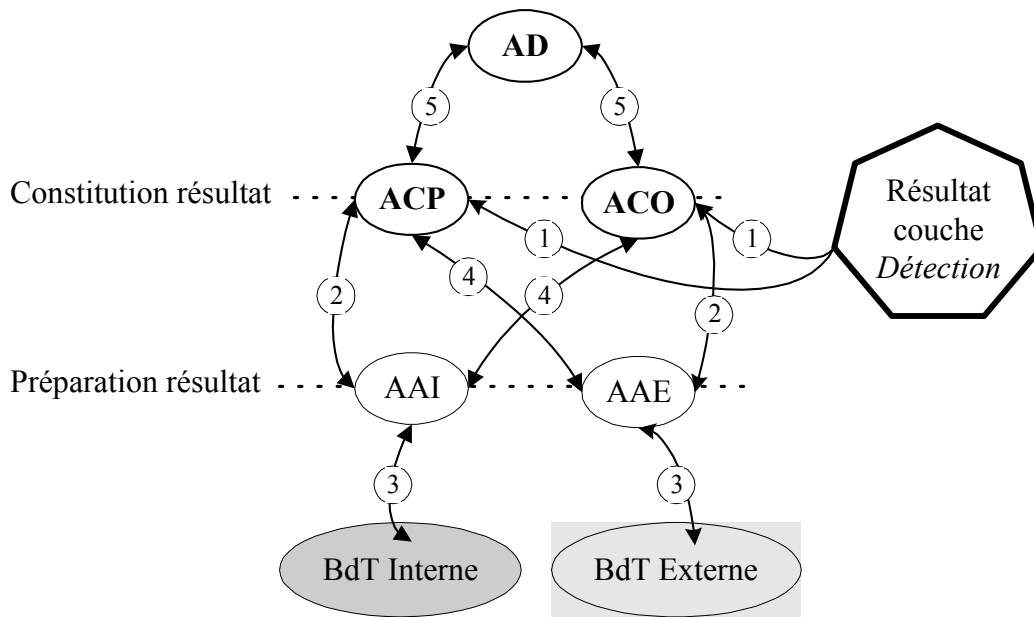 AD
5
5
Constitution résultat
ACP
ACO
Résultat
couche
Détection
1
1
4
4
2
2
Préparation résultat
AAI
AAE
3
3
BdT Interne
BdT Externe